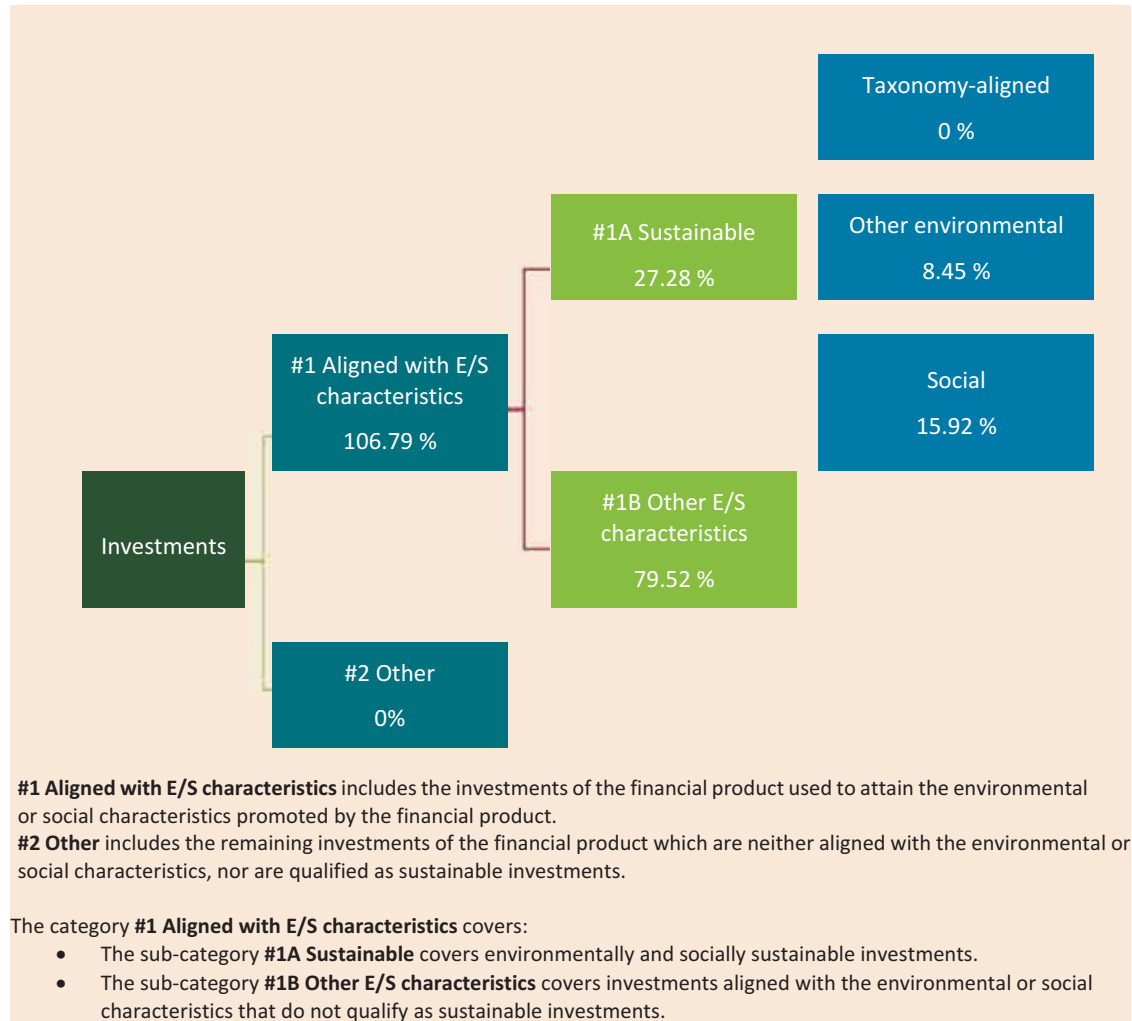 Taxonomy-aligned
0 %
#1A Sustainable
27.28 %
Other environmental
8.45 %
#1 Aligned with E/S
characteristics
106.79 %
Social
15.92 %
Investments
#1B Other E/S
characteristics
79.52 %
#2 Other
0%
#1 Aligned with E/S characteristics includes the investments of the financial product used to attain the environmental
or social characteristics promoted by the financial product.
#2 Other includes the remaining investments of the financial product which are neither aligned with the environmental or
social characteristics, nor are qualified as sustainable investments.
The category #1 Aligned with E/S characteristics covers:
• The sub-category #1A Sustainable covers environmentally and socially sustainable investments.
• The sub-category #1B Other E/S characteristics covers investments aligned with the environmental or social
characteristics that do not qualify as sustainable investments.